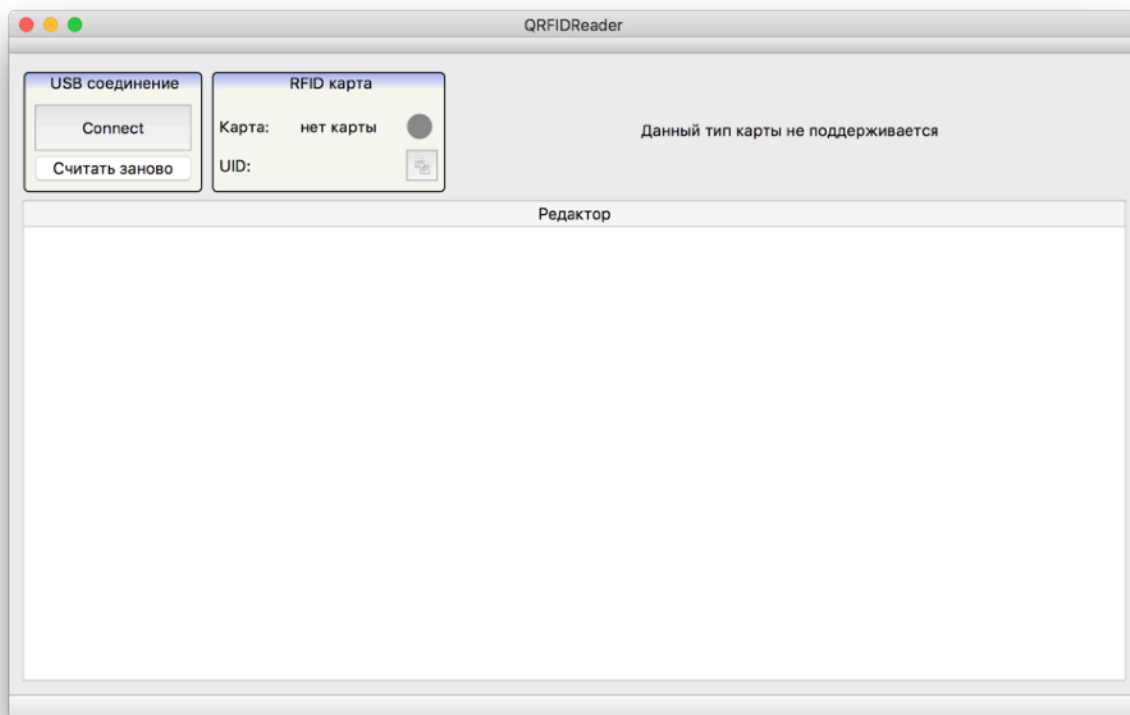 QRFIDReader
USB соединение
Connect
Считать заново
RFID карта
Карта: нет карты
UID:
Данный тип карты не поддерживается
Редактор